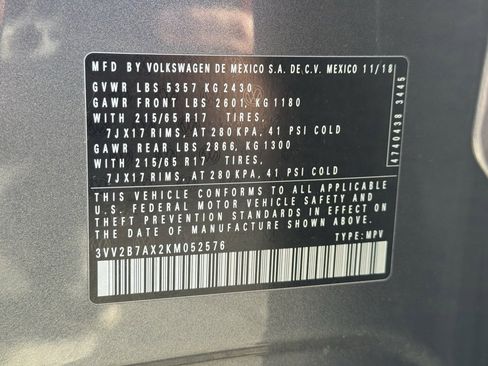 MFD BY VOLKSWAGEN DE MEXICO S.A. DE C.V. MEXICO 11/18
GVWR LBS 5357 KG 2430
GAWR FRONT LBS 2601, KG 1180
WITH 215/65 R17 TIRES,
7JX17 RIMS, AT 280 KPA, 41 PSI COLD
GAWR REAR LBS 2866, KG 1300
WITH 215/65 R17 TIRES,
7JX17 RIMS, AT 280 KPA, 41 PSI COLD
THIS VEHICLE CONFORMS TO ALL APPLICABLE
U.S. FEDERAL MOTOR VEHICLE SAFETY AND
THEFT PREVENTION STANDARDS IN EFFECT ON
THE DATE OF MANUFACTURE SHOWN ABOVE.
3VV2B7AX2KM052576 TYPE: MPV
4740438 3445